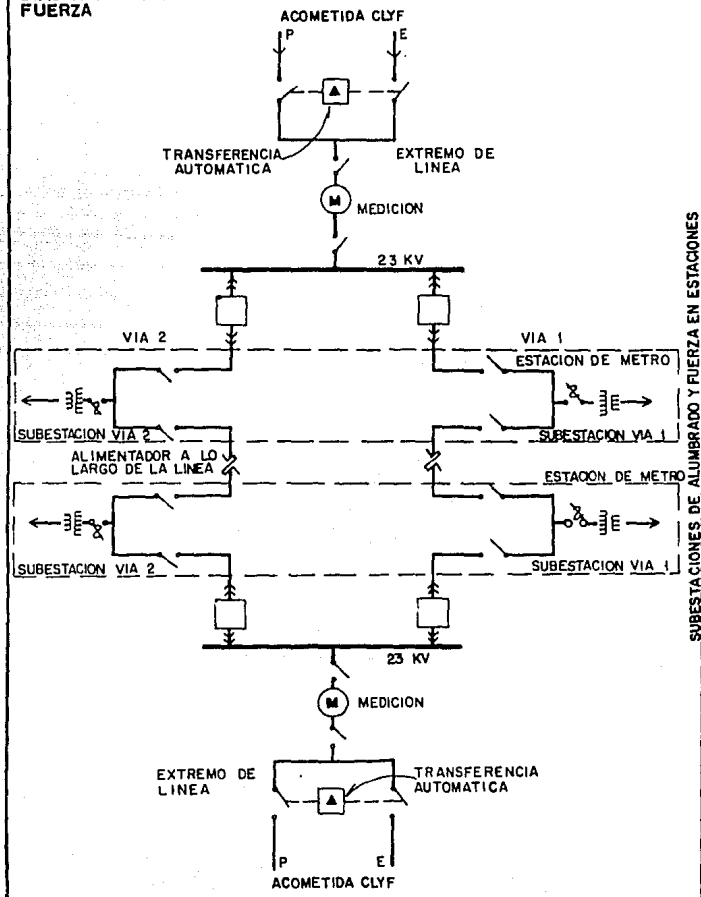 FUERZA
ACOMETIDA CLYF
P
E
TRANSFERENCIA
AUTOMATICA
EXTREMO DE
LINEA
M
MEDICION
23 KV
VIA 2
VIA 1
ESTACION DE METRO
SUBESTACION VIA 2
SUBESTACION VIA 1
ALIMENTADOR A LO
LARGO DE LA LINEA
ESTACION DE METRO
SUBESTACION VIA 2
SUBESTACION VIA 1
23 KV
M
MEDICION
EXTREMO DE
LINEA
TRANSFERENCIA
AUTOMATICA
P
E
ACOMETIDA CLYF
SUBESTACIONES DE ALUMBRADO Y FUERZA EN ESTACIONES